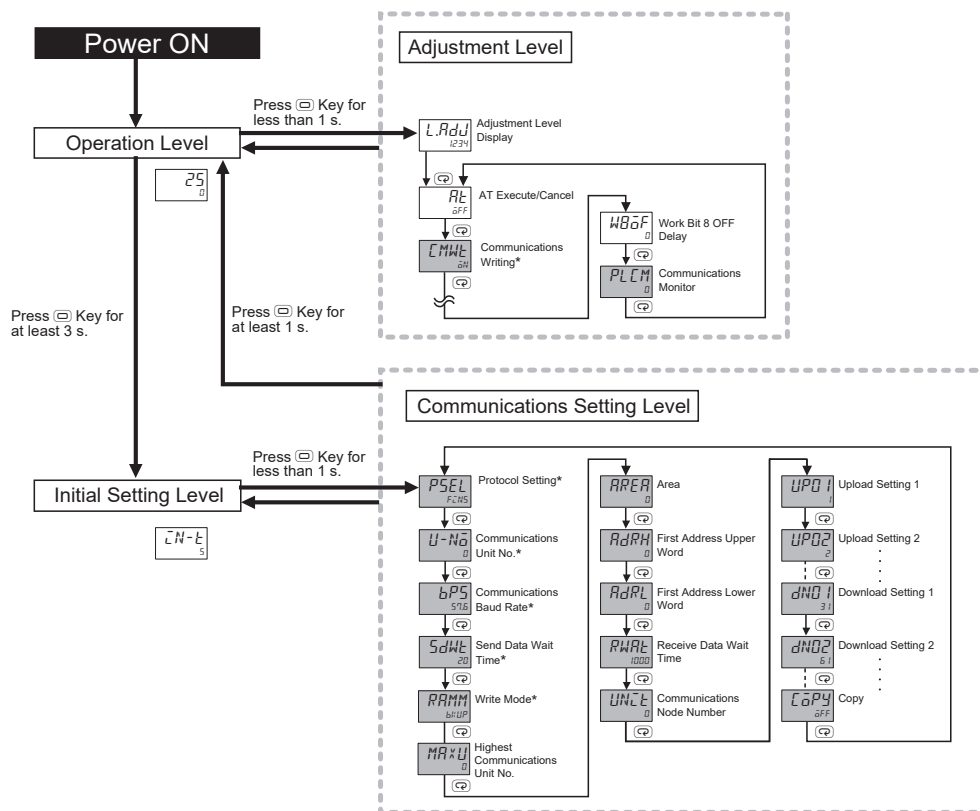 Power ON
Operation Level
25
0
Press Key for
less than 1 s.
Press Key for
at least 3 s.
Press Key for
at least 1 s.
Initial Setting Level
Press Key for
less than 1 s.
Adjustment Level
L.AdJ
1234
Adjustment Level
Display
At
oFF
AT Execute/Cancel
CMWt
oN
Communications
Writing*
W8oF
0
Work Bit 8 OFF
Delay
PLCM
0
Communications
Monitor
iN-t
5
Communications Setting Level
PSEL
Protocol Setting*
U-No
0
Communications
Unit No.*
bPS
57.6
Communications
Baud Rate*
SdWt
20
Send Data Wait
Time*
RAMM
Write Mode*
MAXU
0
Highest
Communications
Unit No.
AREA
0
Area
AdRH
0
First Address Upper
Word
AdRL
0
First Address Lower
Word
RWAt
1000
Receive Data Wait
Time
UNit
0
Communications
Node Number
UP01
1
Upload Setting 1
UP02
2
Upload Setting 2
dN01
31
Download Setting 1
dN02
61
Download Setting 2
CoPY
oFF
Copy